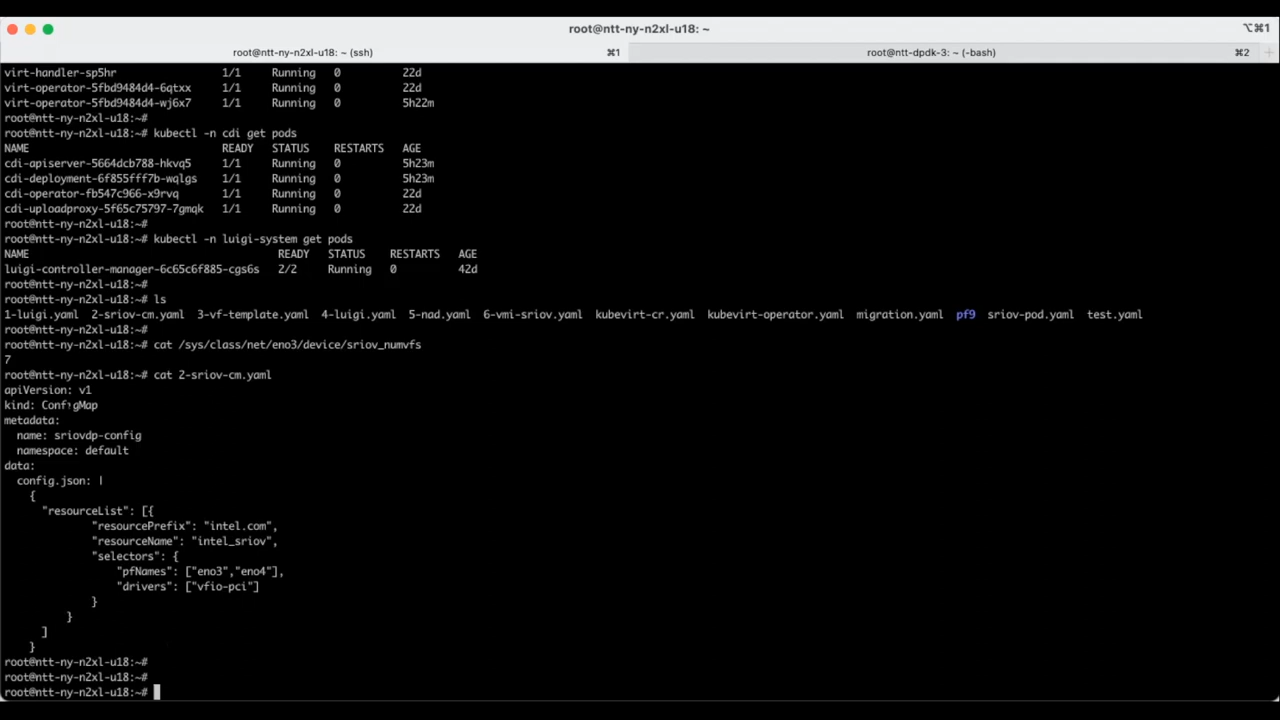 root@ntt-ny-n2xl-u18: ~
⌥⌘1
root@ntt-ny-n2xl-u18: ~ (ssh) ⌘1 root@ntt-dpdk-3: ~ (-bash) ⌘2 +
virt-handler-sp5hr 1/1 Running 0 22d
virt-operator-5fbd9484d4-6qtxx 1/1 Running 0 22d
virt-operator-5fbd9484d4-wj6x7 1/1 Running 0 5h22m
root@ntt-ny-n2xl-u18:~#
root@ntt-ny-n2xl-u18:~# kubectl -n cdi get pods
NAME READY STATUS RESTARTS AGE
cdi-apiserver-5664dcb788-hkvq5 1/1 Running 0 5h23m
cdi-deployment-6f855fff7b-wqlgs 1/1 Running 0 5h23m
cdi-operator-fb547c966-x9rvq 1/1 Running 0 22d
cdi-uploadproxy-5f65c75797-7gmqk 1/1 Running 0 22d
root@ntt-ny-n2xl-u18:~#
root@ntt-ny-n2xl-u18:~# kubectl -n luigi-system get pods
NAME READY STATUS RESTARTS AGE
luigi-controller-manager-6c65c6f885-cgs6s 2/2 Running 0 42d
root@ntt-ny-n2xl-u18:~#
root@ntt-ny-n2xl-u18:~# ls
1-luigi.yaml 2-sriov-cm.yaml 3-vf-template.yaml 4-luigi.yaml 5-nad.yaml 6-vmi-sriov.yaml kubevirt-cr.yaml kubevirt-operator.yaml migration.yaml pf9 sriov-pod.yaml test.yaml
root@ntt-ny-n2xl-u18:~#
root@ntt-ny-n2xl-u18:~# cat /sys/class/net/eno3/device/sriov_numvfs
7
root@ntt-ny-n2xl-u18:~# cat 2-sriov-cm.yaml
apiVersion: v1
kind: ConfigMap
metadata:
  name: sriovdp-config
  namespace: default
data:
  config.json: |
    {
      "resourceList": [{
              "resourcePrefix": "intel.com",
              "resourceName": "intel_sriov",
              "selectors": {
                  "pfNames": ["eno3","eno4"],
                  "drivers": ["vfio-pci"]
              }
          }
      ]
    }
root@ntt-ny-n2xl-u18:~#
root@ntt-ny-n2xl-u18:~#
root@ntt-ny-n2xl-u18:~#